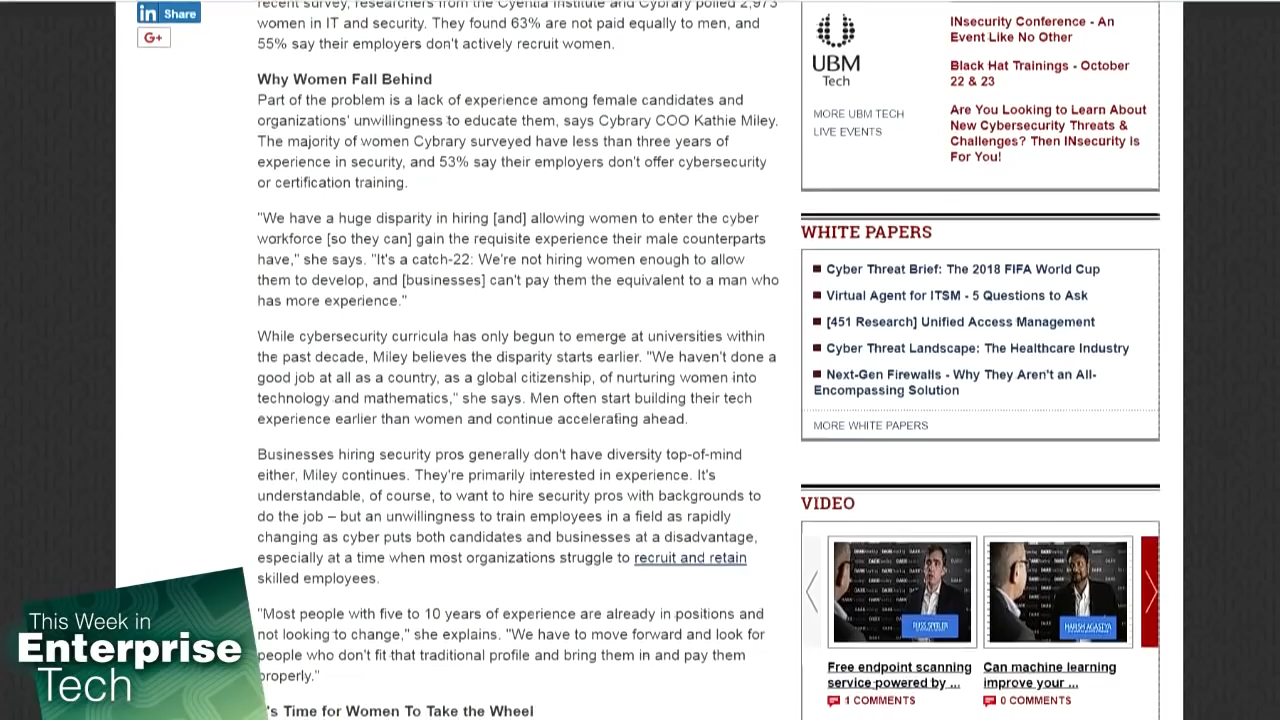 in Share
G+
recent survey, researchers from the Cyentia Institute and Cybrary polled 2,973
women in IT and security. They found 63% are not paid equally to men, and
55% say their employers don't actively recruit women.
Why Women Fall Behind
Part of the problem is a lack of experience among female candidates and
organizations' unwillingness to educate them, says Cybrary COO Kathie Miley.
The majority of women Cybrary surveyed have less than three years of
experience in security, and 53% say their employers don't offer cybersecurity
or certification training.
"We have a huge disparity in hiring [and] allowing women to enter the cyber
workforce [so they can] gain the requisite experience their male counterparts
have," she says. "It's a catch-22: We're not hiring women enough to allow
them to develop, and [businesses] can't pay them the equivalent to a man who
has more experience."
While cybersecurity curricula has only begun to emerge at universities within
the past decade, Miley believes the disparity starts earlier. "We haven't done a
good job at all as a country, as a global citizenship, of nurturing women into
technology and mathematics," she says. Men often start building their tech
experience earlier than women and continue accelerating ahead.
Businesses hiring security pros generally don't have diversity top-of-mind
either, Miley continues. They're primarily interested in experience. It's
understandable, of course, to want to hire security pros with backgrounds to
do the job – but an unwillingness to train employees in a field as rapidly
changing as cyber puts both candidates and businesses at a disadvantage,
especially at a time when most organizations struggle to recruit and retain
skilled employees.
"Most people with five to 10 years of experience are already in positions and
not looking to change," she explains. "We have to move forward and look for
people who don't fit that traditional profile and bring them in and pay them
properly."
's Time for Women To Take the Wheel
This Week in
Enterprise
Tech
UBM
Tech
MORE UBM TECH
LIVE EVENTS
INsecurity Conference - An
Event Like No Other
Black Hat Trainings - October
22 & 23
Are You Looking to Learn About
New Cybersecurity Threats &
Challenges? Then INsecurity Is
For You!
WHITE PAPERS
Cyber Threat Brief: The 2018 FIFA World Cup
Virtual Agent for ITSM - 5 Questions to Ask
[451 Research] Unified Access Management
Cyber Threat Landscape: The Healthcare Industry
Next-Gen Firewalls - Why They Aren't an All-
Encompassing Solution
MORE WHITE PAPERS
VIDEO
Free endpoint scanning
service powered by ...
1 COMMENTS
Can machine learning
improve your ...
0 COMMENTS